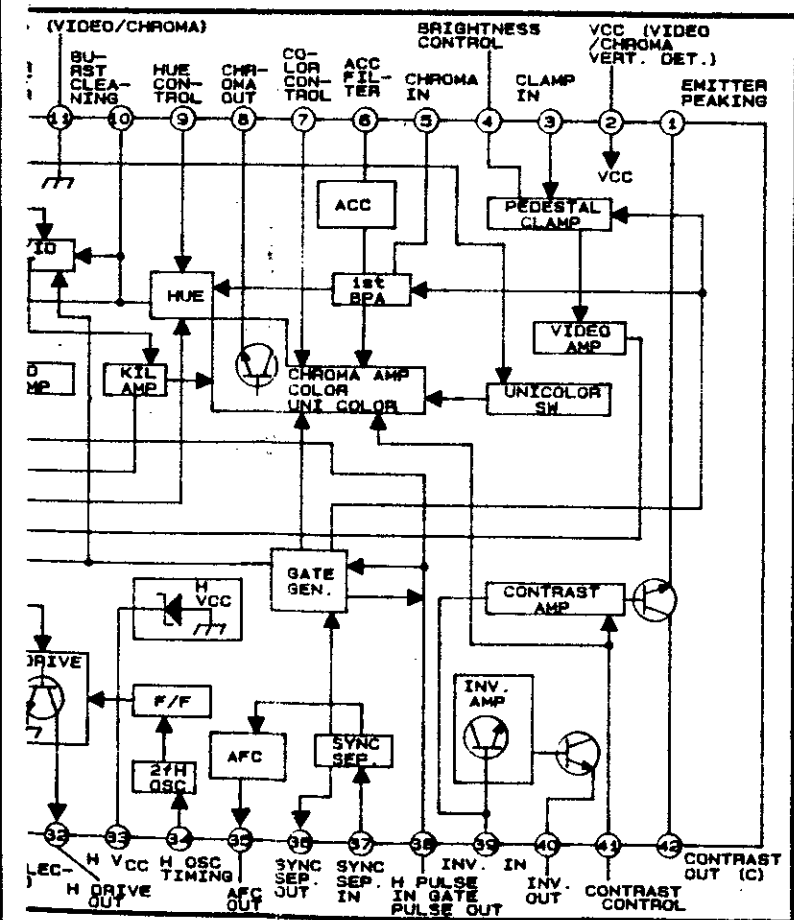 (VIDEO/CHROMA)
BRIGHTNESS
CONTROL
VCC (VIDEO
/CHROMA
VERT. DET.)
BU-
RST
CLEA-
NING
HUE
CON-
TROL
CHR-
OMA
OUT
CO-
LOR
CON-
TROL
ACC
FIL-
TER
CHROMA
IN
CLAMP
IN
EMITTER
PEAKING
11
10
9
8
7
6
5
4
3
2
1
VCC
ACC
PEDESTAL
CLAMP
HUE
1st
BPA
VIDEO
AMP
KIL
AMP
CHROMA AMP
COLOR
UNI COLOR
UNICOLOR
SW
GATE
GEN.
H
VCC
CONTRAST
AMP
DRIVE
F/F
INV.
AMP
AFC
SYNC
SEP.
2fH
OSC
32
33
34
35
36
37
38
39
40
41
42
H DRIVE
OUT
H VCC
H OSC
TIMING
AFC
OUT
SYNC
SEP.
OUT
SYNC
SEP.
IN
H PULSE
IN GATE
PULSE OUT
INV. IN
INV.
OUT
CONTRAST
CONTROL
CONTRAST
OUT (C)